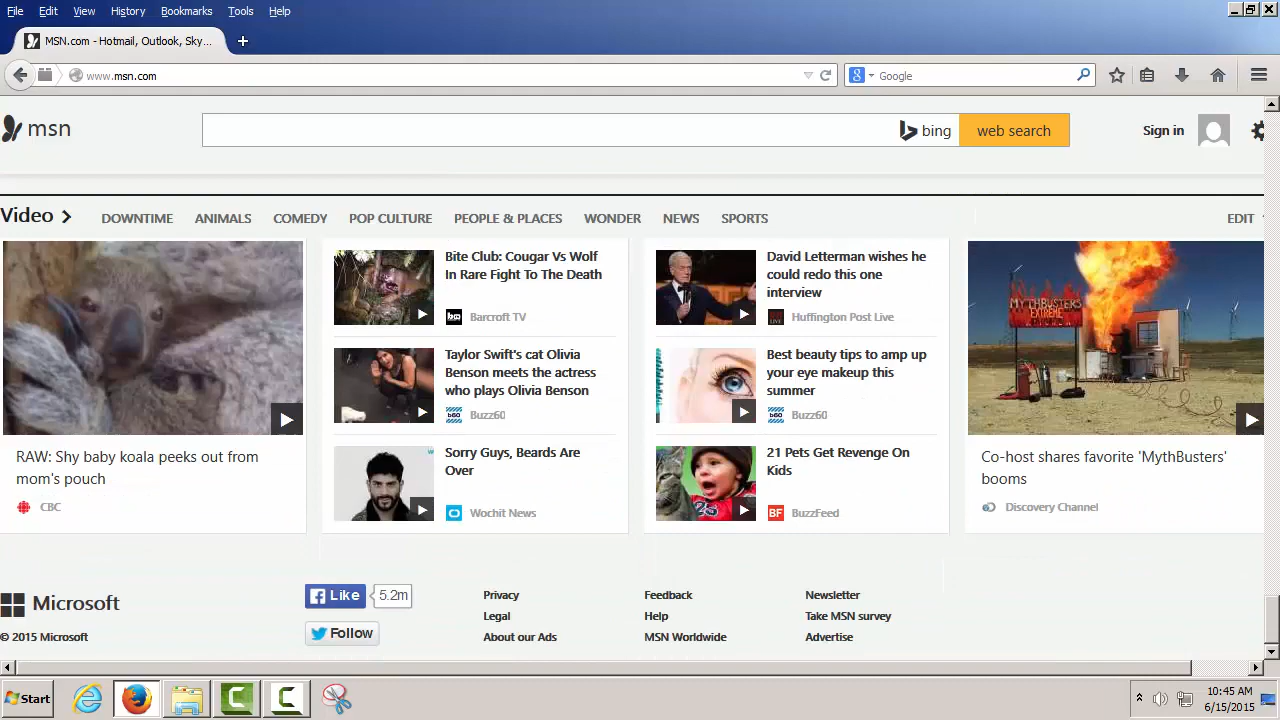 File Edit View History Bookmarks Tools Help
MSN.com - Hotmail, Outlook, Sky...
www.msn.com
Google
msn
bing
web search
Sign in
Video
DOWNTIME ANIMALS COMEDY POP CULTURE PEOPLE & PLACES WONDER NEWS SPORTS
EDIT
RAW: Shy baby koala peeks out from
mom's pouch
CBC
Bite Club: Cougar Vs Wolf
In Rare Fight To The Death
Barcroft TV
Taylor Swift's cat Olivia
Benson meets the actress
who plays Olivia Benson
Buzz60
Sorry Guys, Beards Are
Over
Wochit News
David Letterman wishes he
could redo this one
interview
Huffington Post Live
Best beauty tips to amp up
your eye makeup this
summer
Buzz60
21 Pets Get Revenge On
Kids
BF BuzzFeed
MYTHBUSTERS
EXTREME
Co-host shares favorite 'MythBusters'
booms
Discovery Channel
Microsoft
© 2015 Microsoft
Like 5.2m
Follow
Privacy
Legal
About our Ads
Feedback
Help
MSN Worldwide
Newsletter
Take MSN survey
Advertise
Start
10:45 AM
6/15/2015